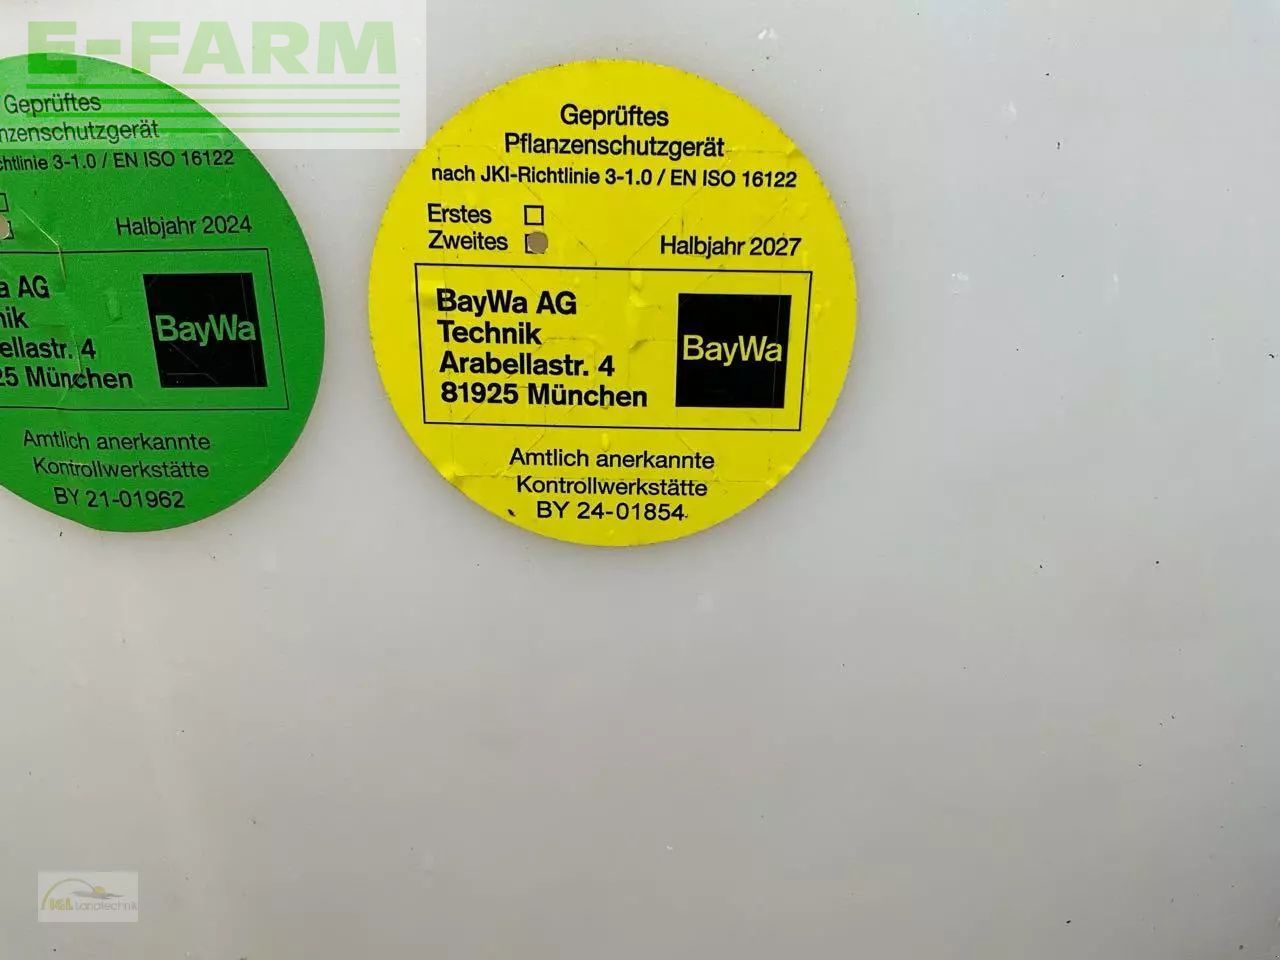 E-FARM
Geprüftes
nzenschutzgerät
chtlinie 3-1.0 / EN ISO 16122
Halbjahr 2024
a AG
nik
ellastr. 4
25 München
BayWa
Amtlich anerkannte
Kontrollwerkstätte
BY 21-01962
Geprüftes
Pflanzenschutzgerät
nach JKI-Richtlinie 3-1.0 / EN ISO 16122
Erstes
Zweites Halbjahr 2027
BayWa AG
Technik
Arabellastr. 4
81925 München
BayWa
Amtlich anerkannte
Kontrollwerkstätte
BY 24-01854
Landtechnik